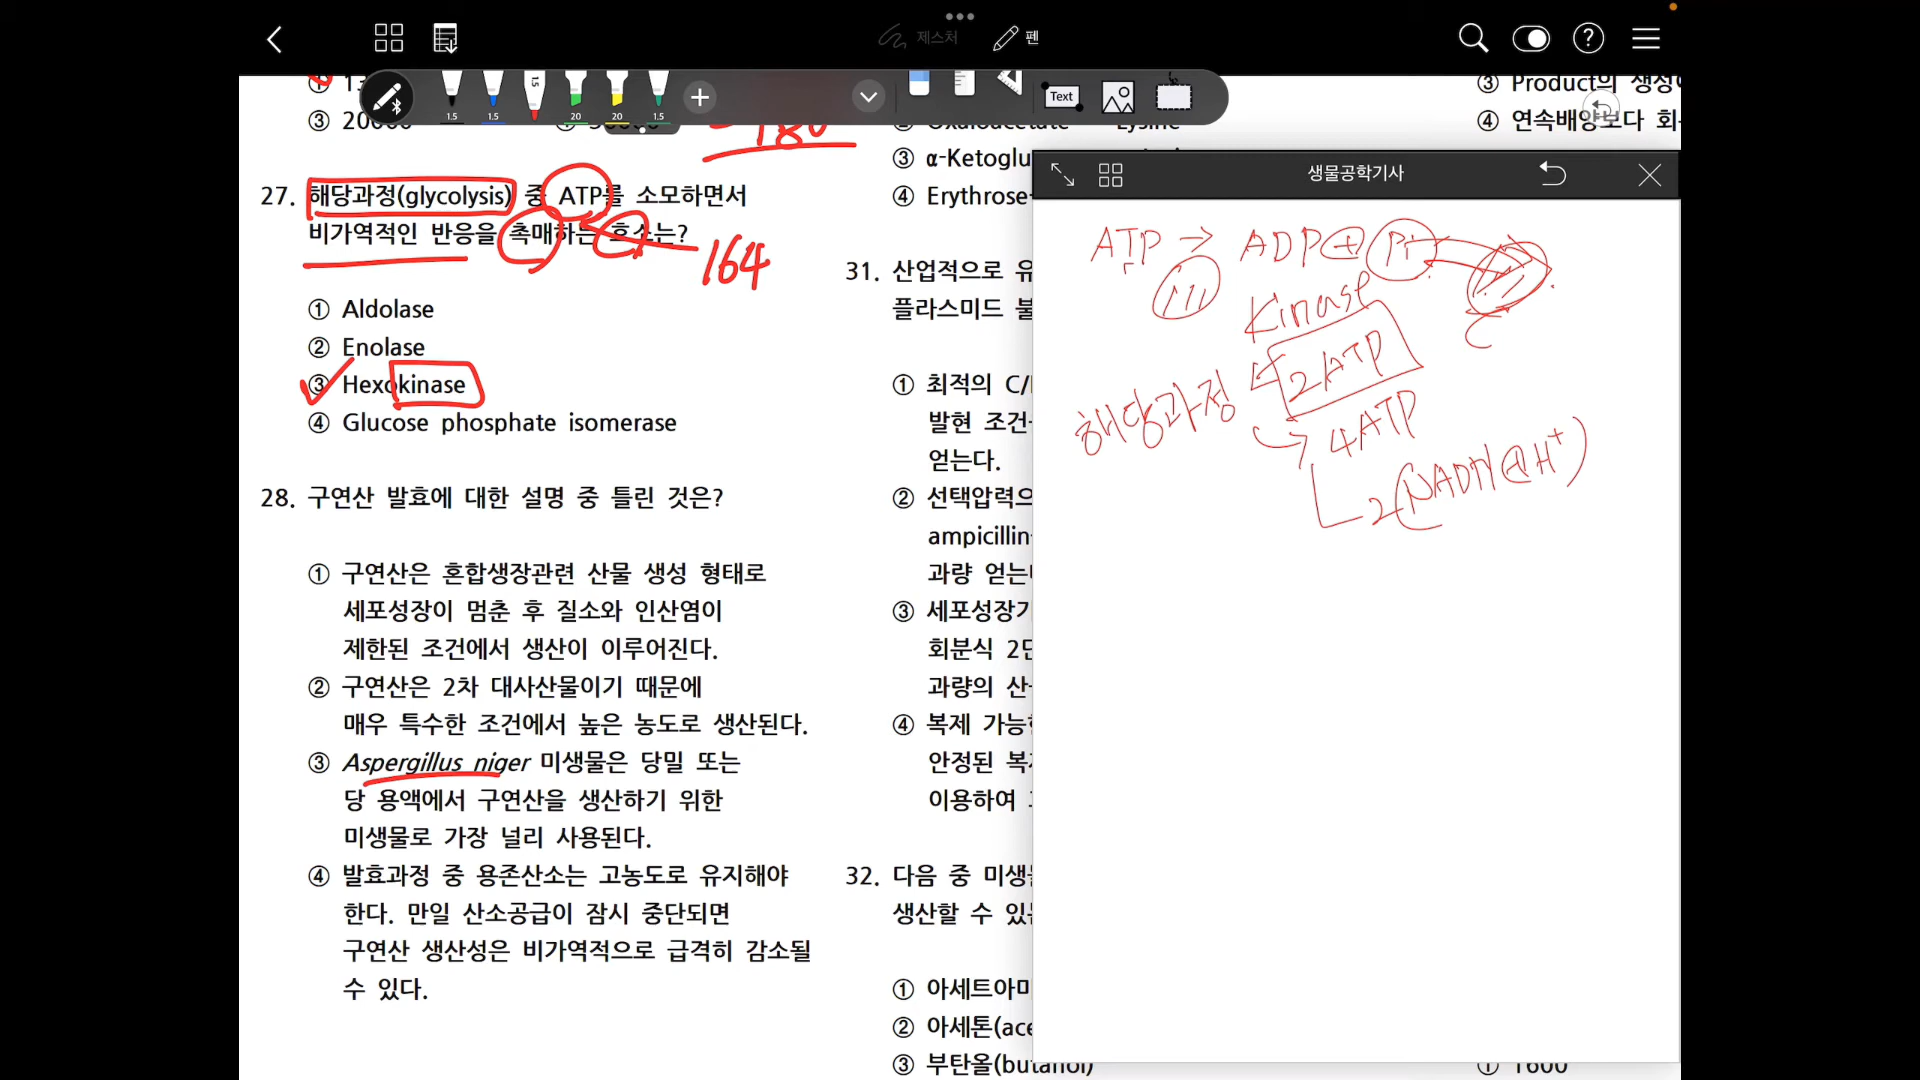 제스처
펜
1.5
1.5
1.5
20
20
1.5
Text
③ 20000
180
27. 해당과정(glycolysis) 중 ATP를 소모하면서
비가역적인 반응을 촉매하는 효소는?
164
① Aldolase
② Enolase
③ Hexokinase
④ Glucose phosphate isomerase
28. 구연산 발효에 대한 설명 중 틀린 것은?
① 구연산은 혼합생장관련 산물 생성 형태로
세포성장이 멈춘 후 질소와 인산염이
제한된 조건에서 생산이 이루어진다.
② 구연산은 2차 대사산물이기 때문에
매우 특수한 조건에서 높은 농도로 생산된다.
③ Aspergillus niger 미생물은 당밀 또는
당 용액에서 구연산을 생산하기 위한
미생물로 가장 널리 사용된다.
④ 발효과정 중 용존산소는 고농도로 유지해야
한다. 만일 산소공급이 잠시 중단되면
구연산 생산성은 비가역적으로 급격히 감소될
수 있다.
③ α-Ketoglu
④ Erythrose-
31. 산업적으로 유
플라스미드 불
① 최적의 C/
발현 조건
얻는다.
② 선택압력으
ampicillin
과량 얻는
③ 세포성장기
회분식 2단
과량의 산
④ 복제 가능한
안정된 복제
이용하여
32. 다음 중 미생물
생산할 수 있는
① 아세트아미
② 아세톤(ace
③ 부탄올(butanol)
③ Product의 생성
④ 연속배양보다 회
① 1600
생물공학기사
ATP → ADP + Pi
Kinase
2ATP
해당과정
4ATP
2(NADH+H⁺)